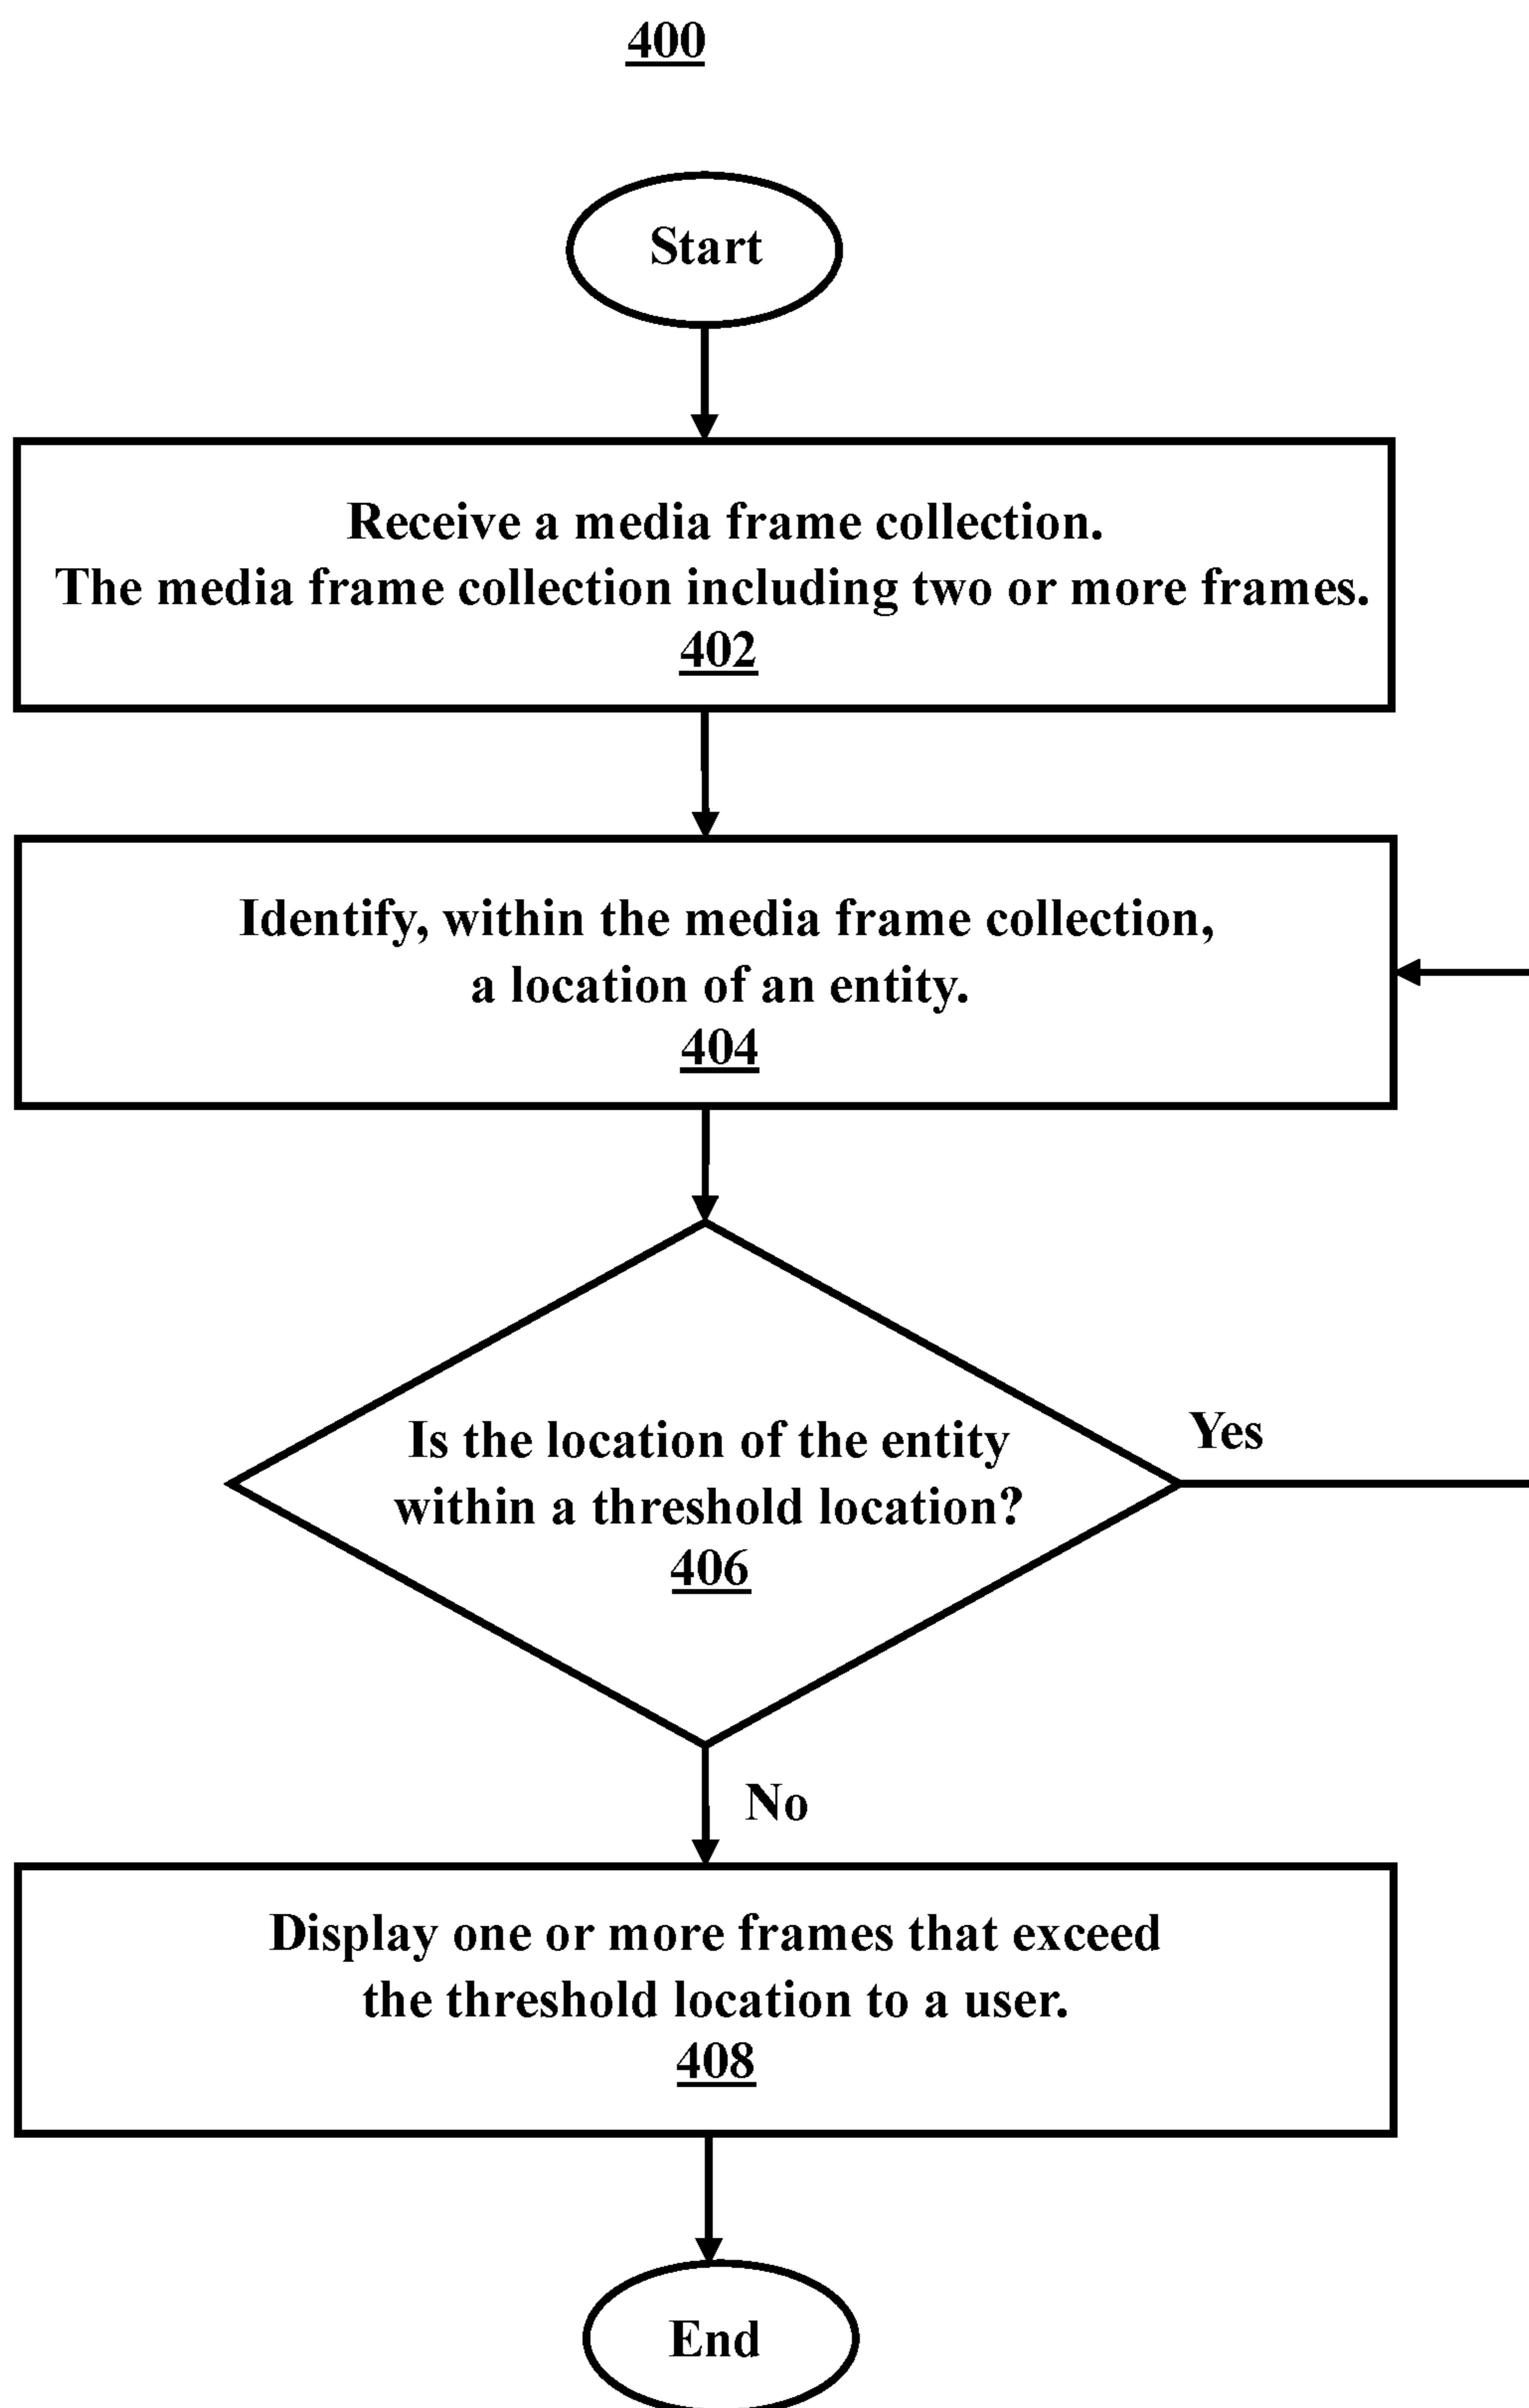 400
Start
Receive a media frame collection.
The media frame collection including two or more frames.
402
Identify, within the media frame collection,
a location of an entity.
404
Is the location of the entity
within a threshold location?
406
Yes
No
Display one or more frames that exceed
the threshold location to a user.
408
End